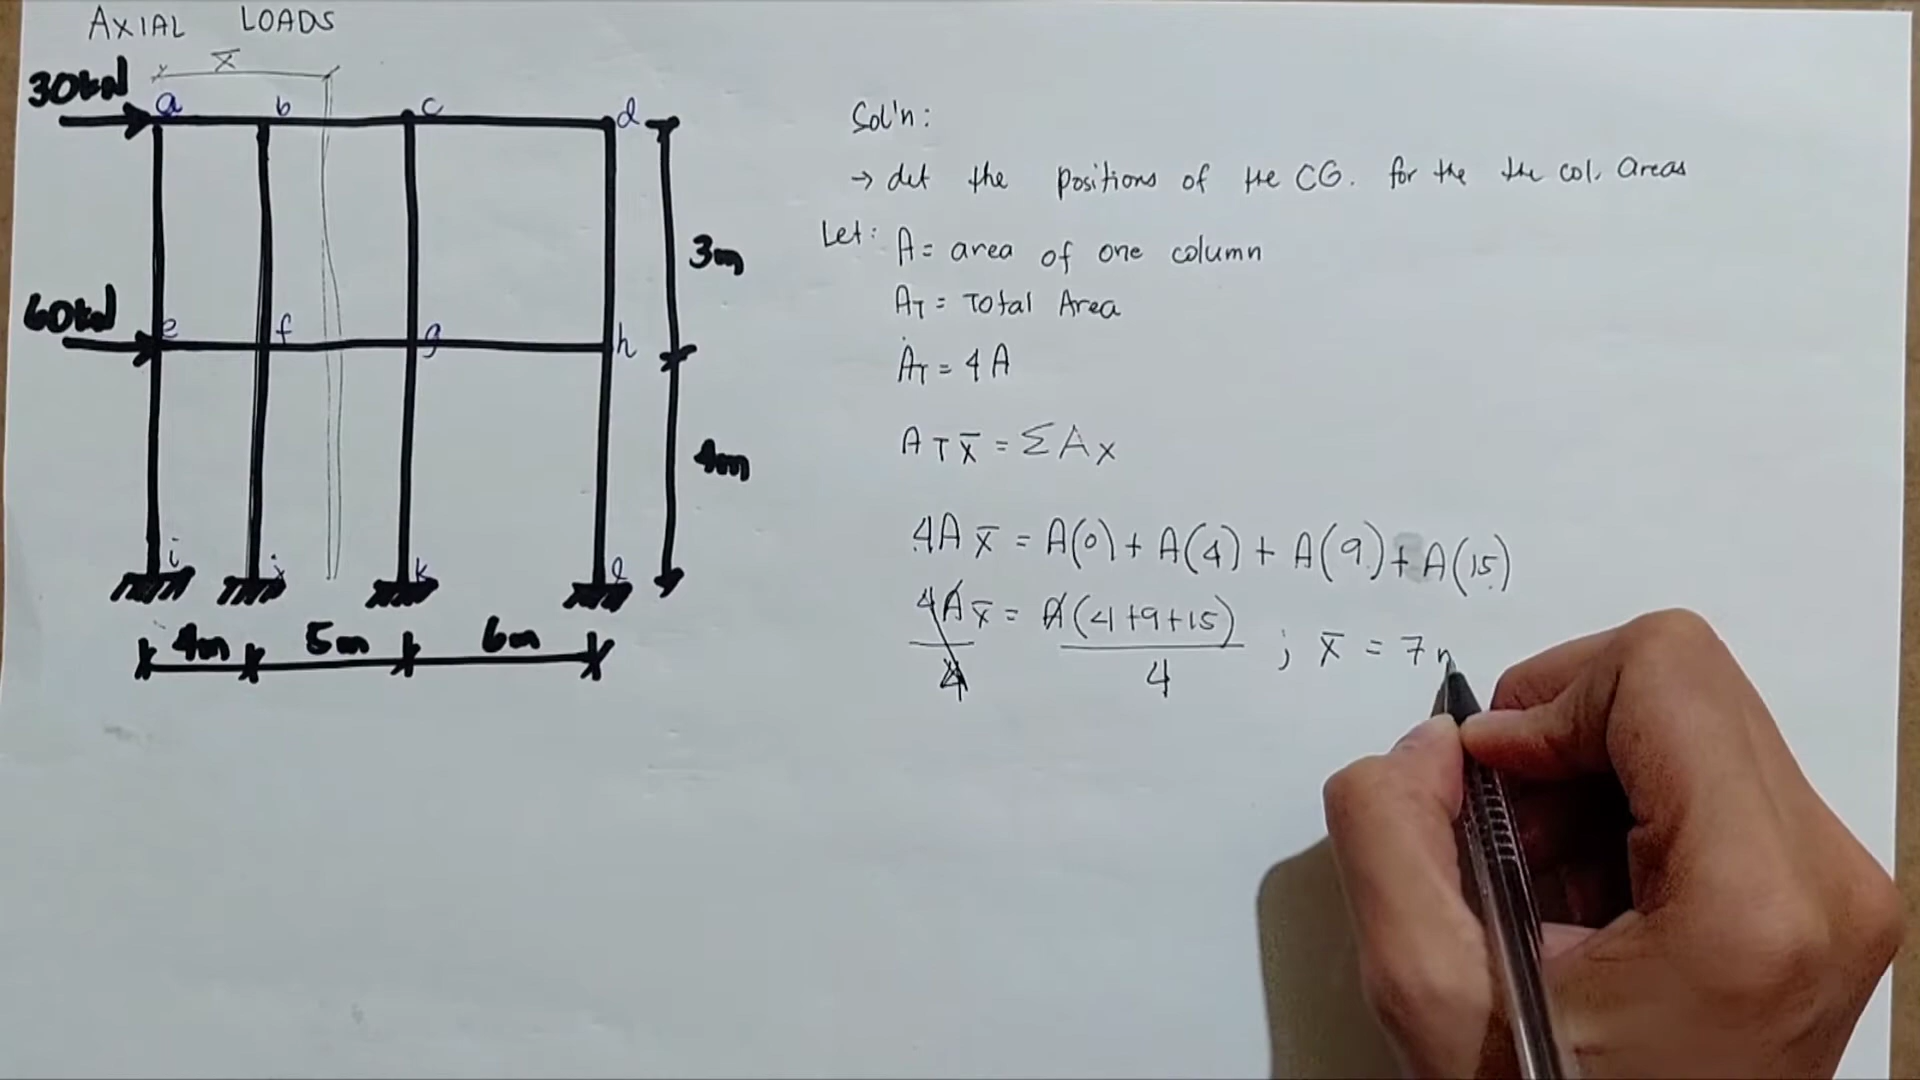 AXIAL LOADS
x̄
30kN
a b c d
3m
60kN
e f g h
4m
i j k l
4m 5m 6m
Sol'n:
→ det the positions of the CG. for the the col. areas
Let: A = area of one column
AT = Total Area
AT = 4A
AT x̄ = ΣAx
4A x̄ = A(0) + A(4) + A(9) + A(15)
4A x̄ = A(4+9+15) ; x̄ = 7m
4 4